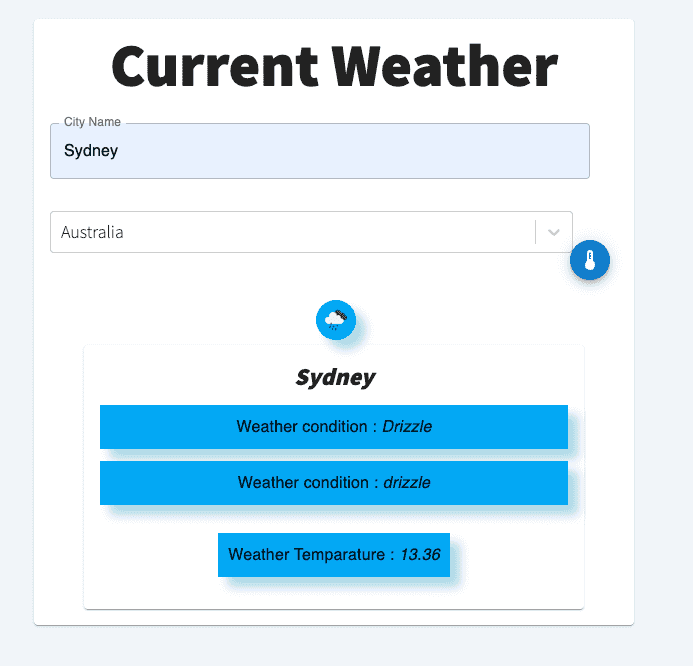 Current Weather
City Name
Sydney
Australia
Sydney
Weather condition : Drizzle
Weather condition : drizzle
Weather Temparature : 13.36